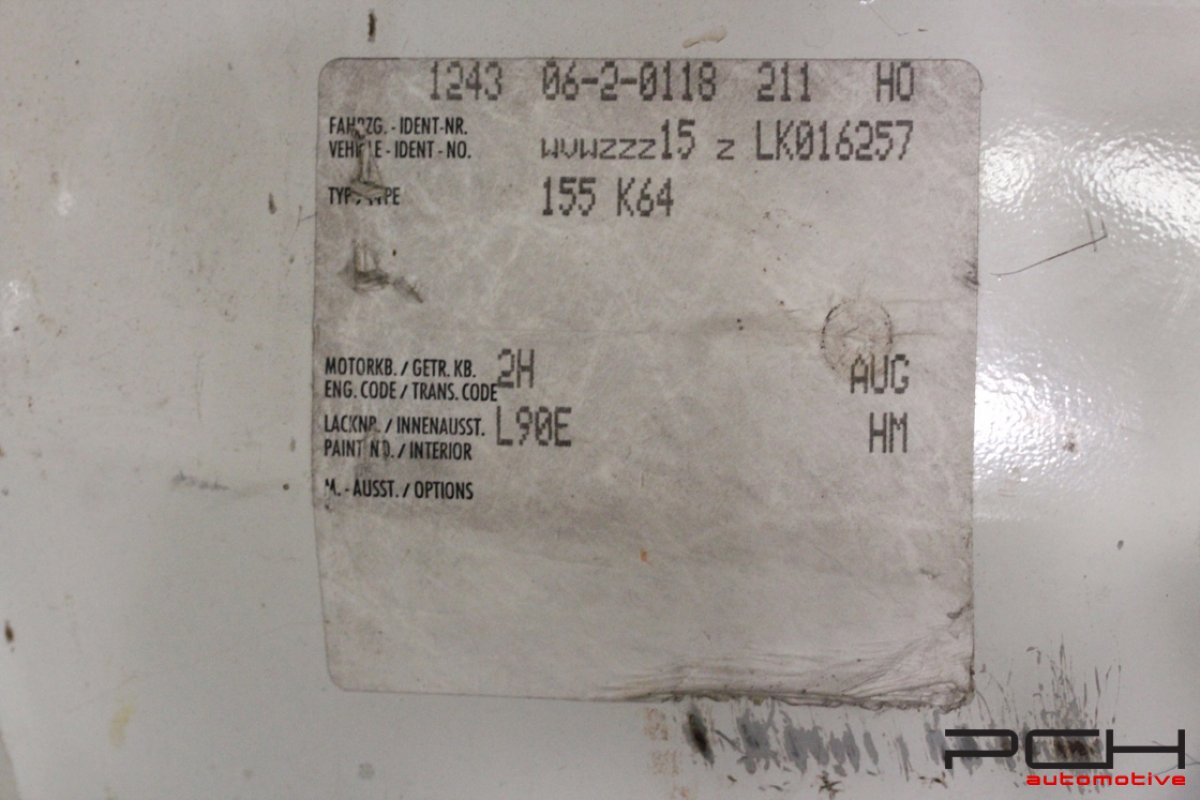 1243 06-2-0118 211 HO
FAHRZG. - IDENT-NR.
VEHICLE - IDENT - NO. WVWZZZ15 Z LK016257
TYP / TYPE 155 K64
MOTORKB. / GETR. KB.
ENG. CODE / TRANS. CODE 2H AUG
LACKNR. / INNENAUSST.
PAINT NO. / INTERIOR L90E HM
M. - AUSST. / OPTIONS
PCH
automotive